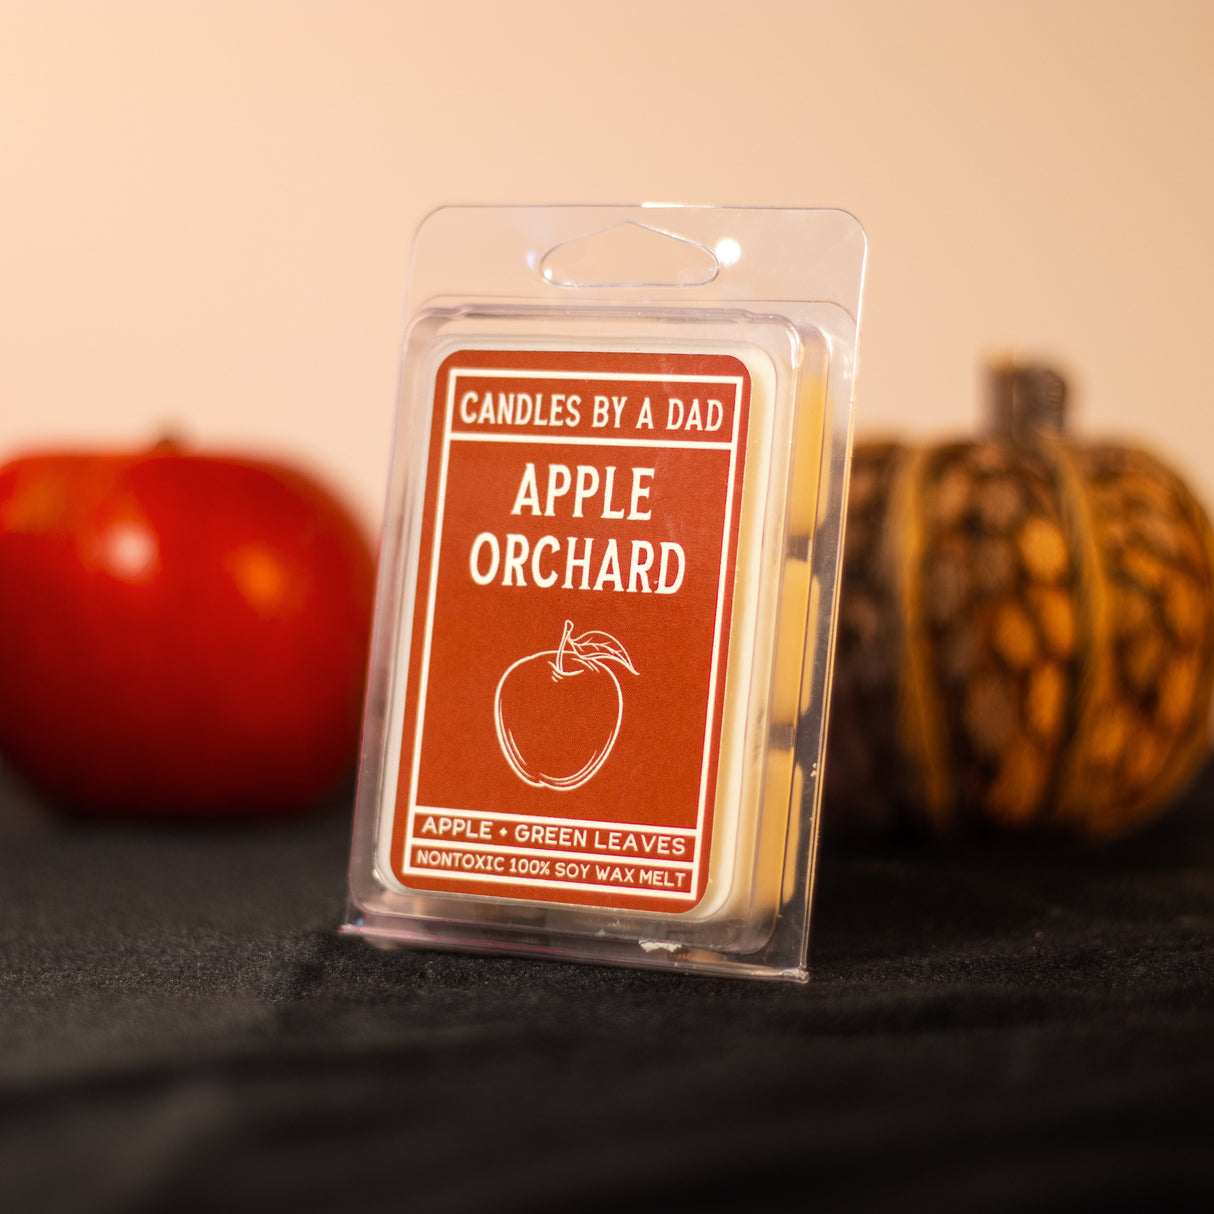 CANDLES BY A DAD
APPLE
ORCHARD
APPLE + GREEN LEAVES
NONTOXIC 100% SOY WAX MELT